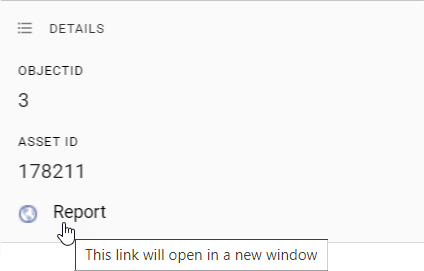 DETAILS
OBJECTID
3
ASSET ID
178211
Report
This link will open in a new window